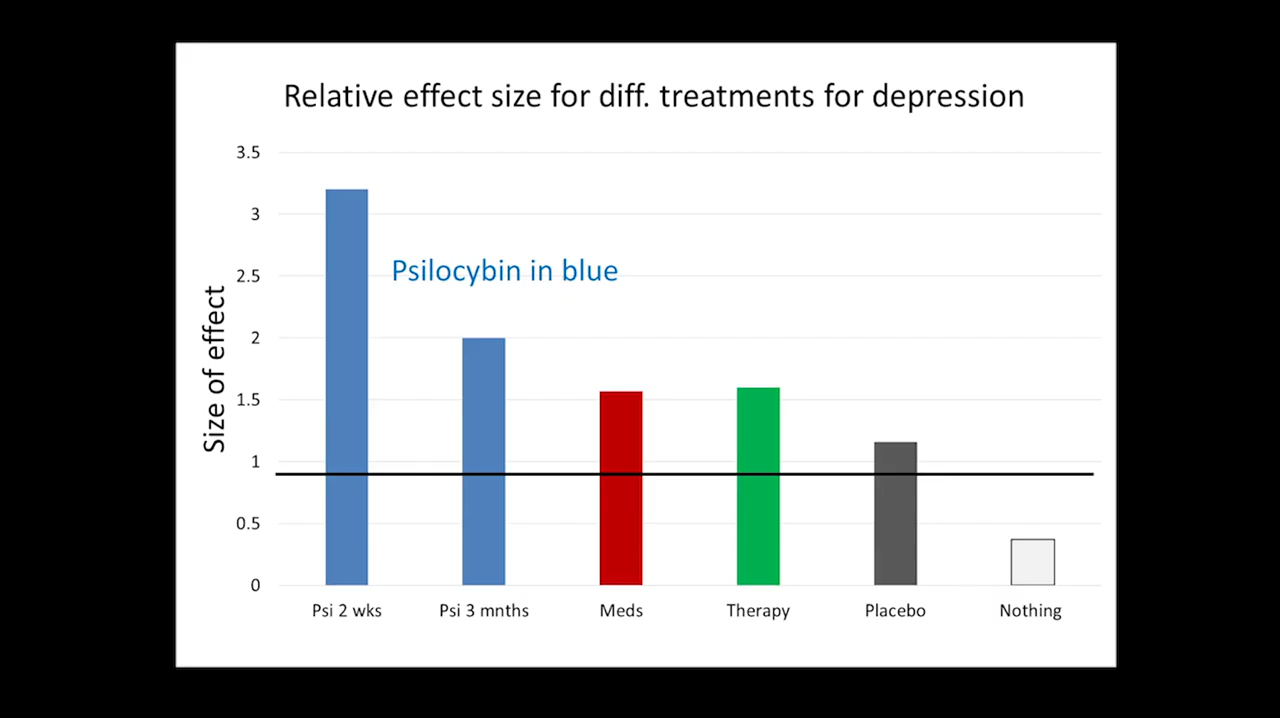 Relative effect size for diff. treatments for depression
3.5
3
2.5
2
1.5
1
0.5
0
Size of effect
Psilocybin in blue
Psi 2 wks
Psi 3 mnths
Meds
Therapy
Placebo
Nothing